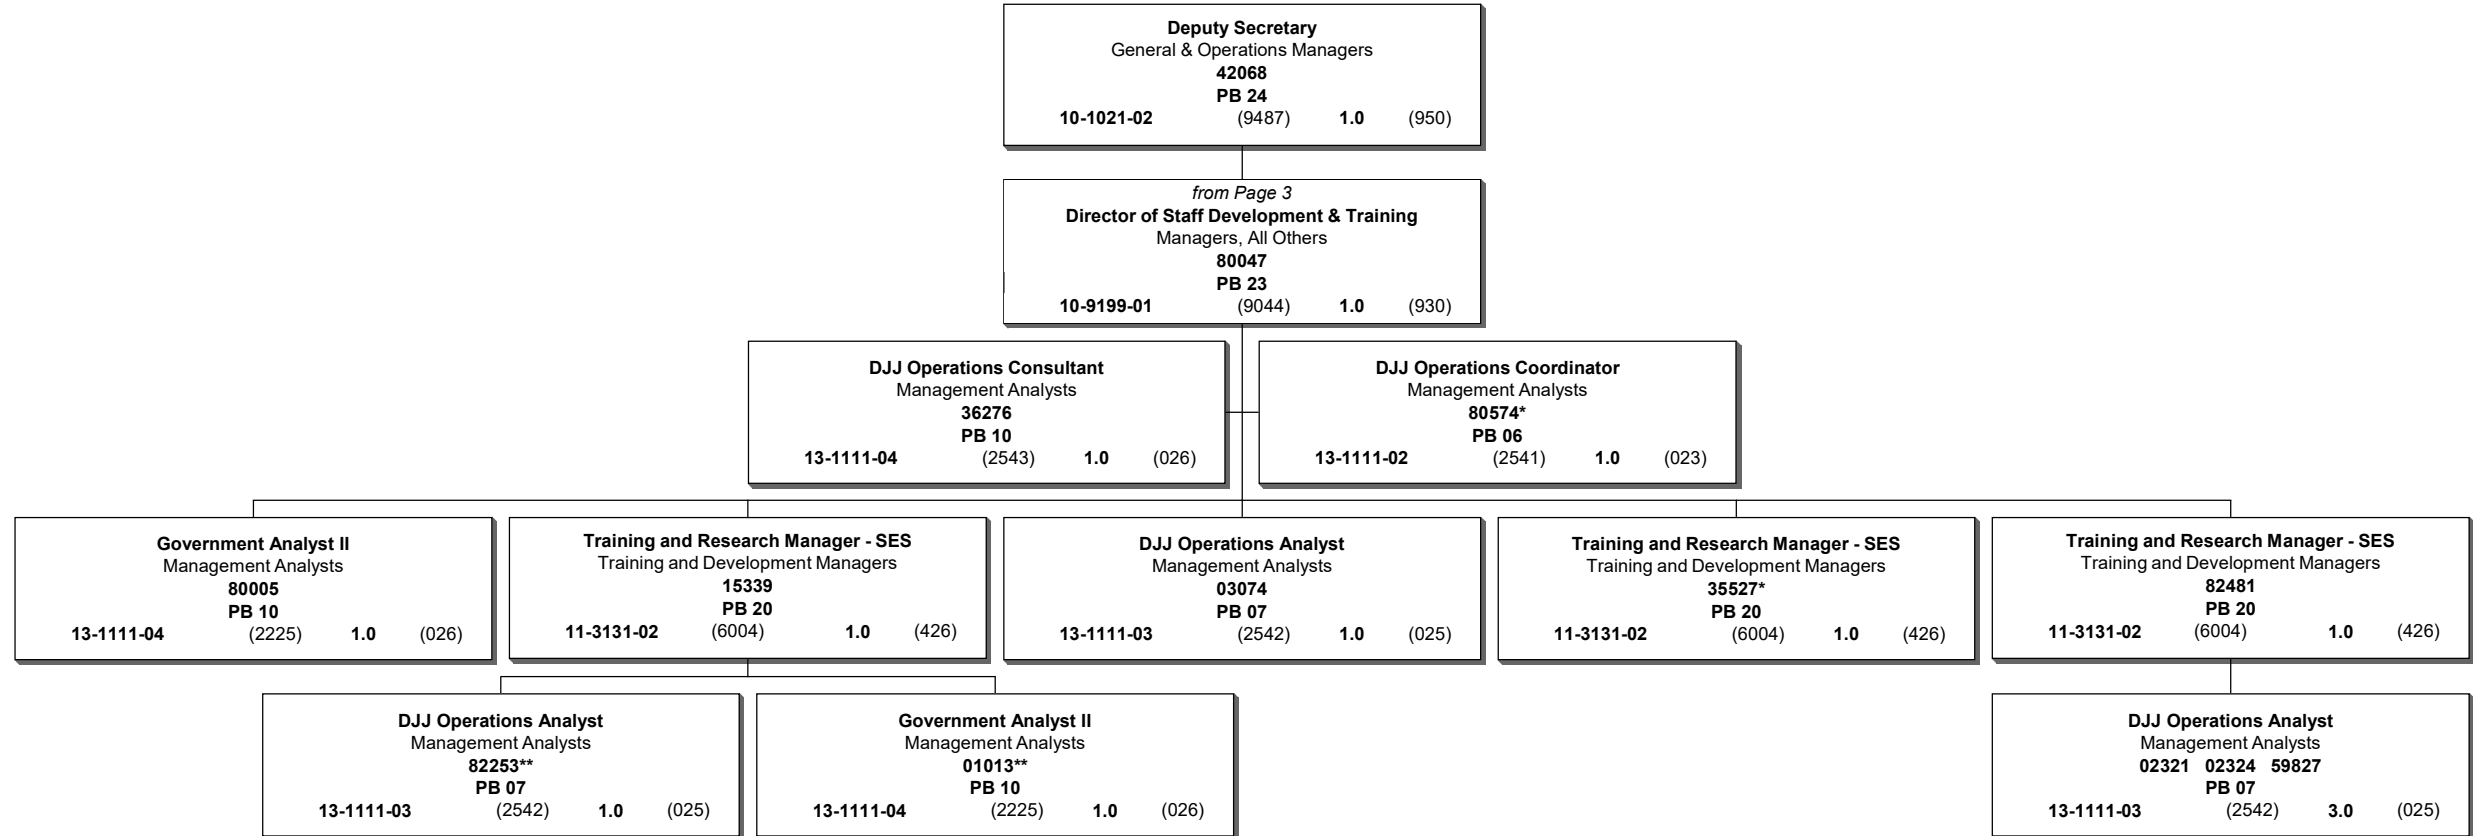 Deputy Secretary
General & Operations Managers
42068
PB 24
10-1021-02 (9487) 1.0 (950)
from Page 3
Director of Staff Development & Training
Managers, All Others
80047
PB 23
10-9199-01 (9044) 1.0 (930)
DJJ Operations Consultant
Management Analysts
36276
PB 10
13-1111-04 (2543) 1.0 (026)
DJJ Operations Coordinator
Management Analysts
80574*
PB 06
13-1111-02 (2541) 1.0 (023)
Government Analyst II
Management Analysts
80005
PB 10
13-1111-04 (2225) 1.0 (026)
Training and Research Manager - SES
Training and Development Managers
15339
PB 20
11-3131-02 (6004) 1.0 (426)
DJJ Operations Analyst
Management Analysts
03074
PB 07
13-1111-03 (2542) 1.0 (025)
Training and Research Manager - SES
Training and Development Managers
35527*
PB 20
11-3131-02 (6004) 1.0 (426)
Training and Research Manager - SES
Training and Development Managers
82481
PB 20
11-3131-02 (6004) 1.0 (426)
DJJ Operations Analyst
Management Analysts
82253**
PB 07
13-1111-03 (2542) 1.0 (025)
Government Analyst II
Management Analysts
01013**
PB 10
13-1111-04 (2225) 1.0 (026)
DJJ Operations Analyst
Management Analysts
02321 02324 59827
PB 07
13-1111-03 (2542) 3.0 (025)